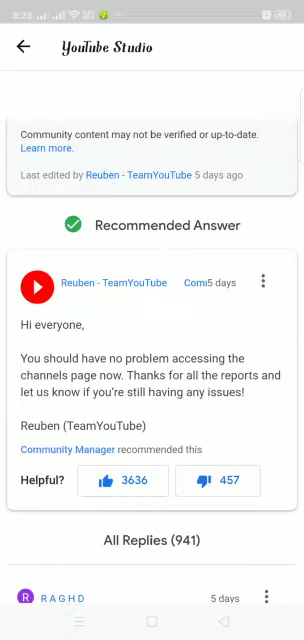 8:26
YouTube Studio
Community content may not be verified or up-to-date.
Learn more.
Last edited by Reuben - TeamYouTube 5 days ago
Recommended Answer
Reuben - TeamYouTube Comi 5 days
Hi everyone,
You should have no problem accessing the
channels page now. Thanks for all the reports and
let us know if you're still having any issues!
Reuben (TeamYouTube)
Community Manager recommended this
Helpful? 3636 457
All Replies (941)
R R A G H D 5 days